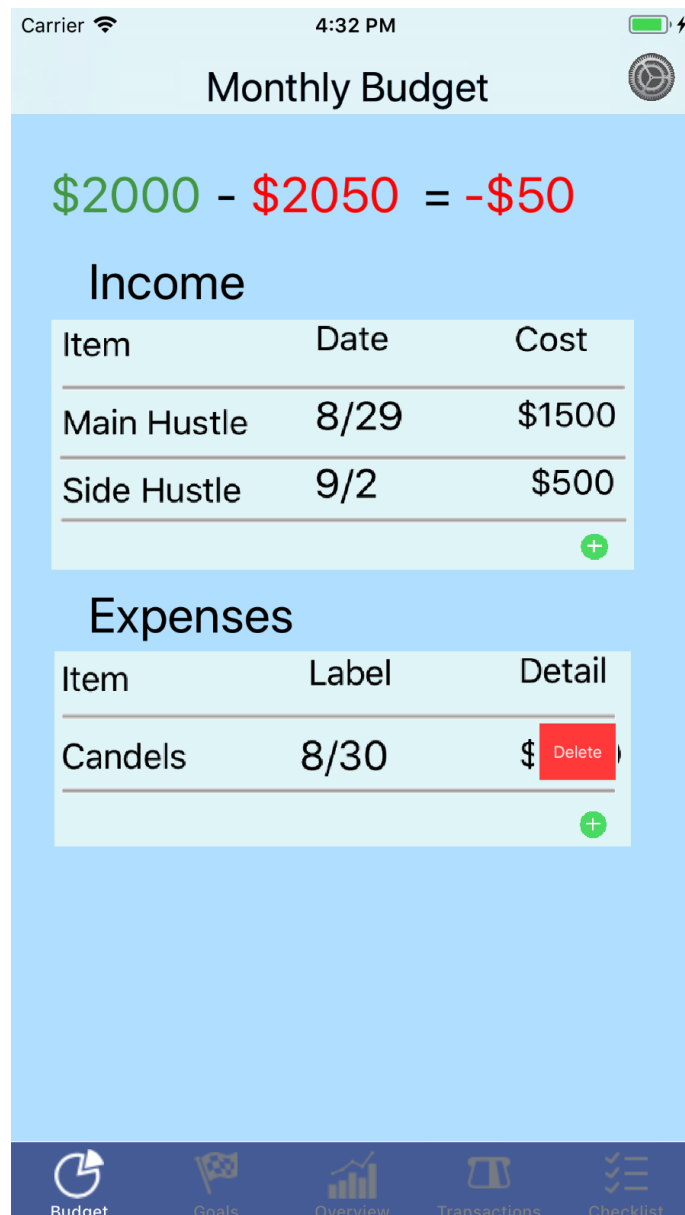 Carrier 4:32 PM
Monthly Budget
$2000 - $2050 = -$50
Income
Item Date Cost
Main Hustle 8/29 $1500
Side Hustle 9/2 $500
+
Expenses
Item Label Detail
Candels 8/30 $ Delete
+
Budget Goals Overview Transactions Checklist